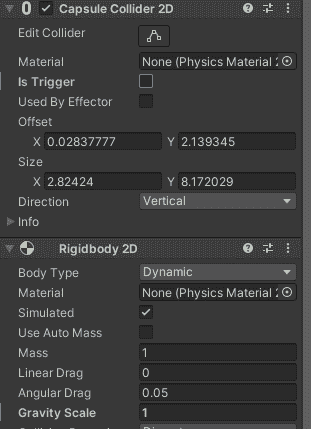 Capsule Collider 2D
Edit Collider
Material None (Physics Material 2
Is Trigger
Used By Effector
Offset
X 0.02837777 Y 2.139345
Size
X 2.82424 Y 8.172029
Direction Vertical
Info
Rigidbody 2D
Body Type Dynamic
Material None (Physics Material 2
Simulated
Use Auto Mass
Mass 1
Linear Drag 0
Angular Drag 0.05
Gravity Scale 1